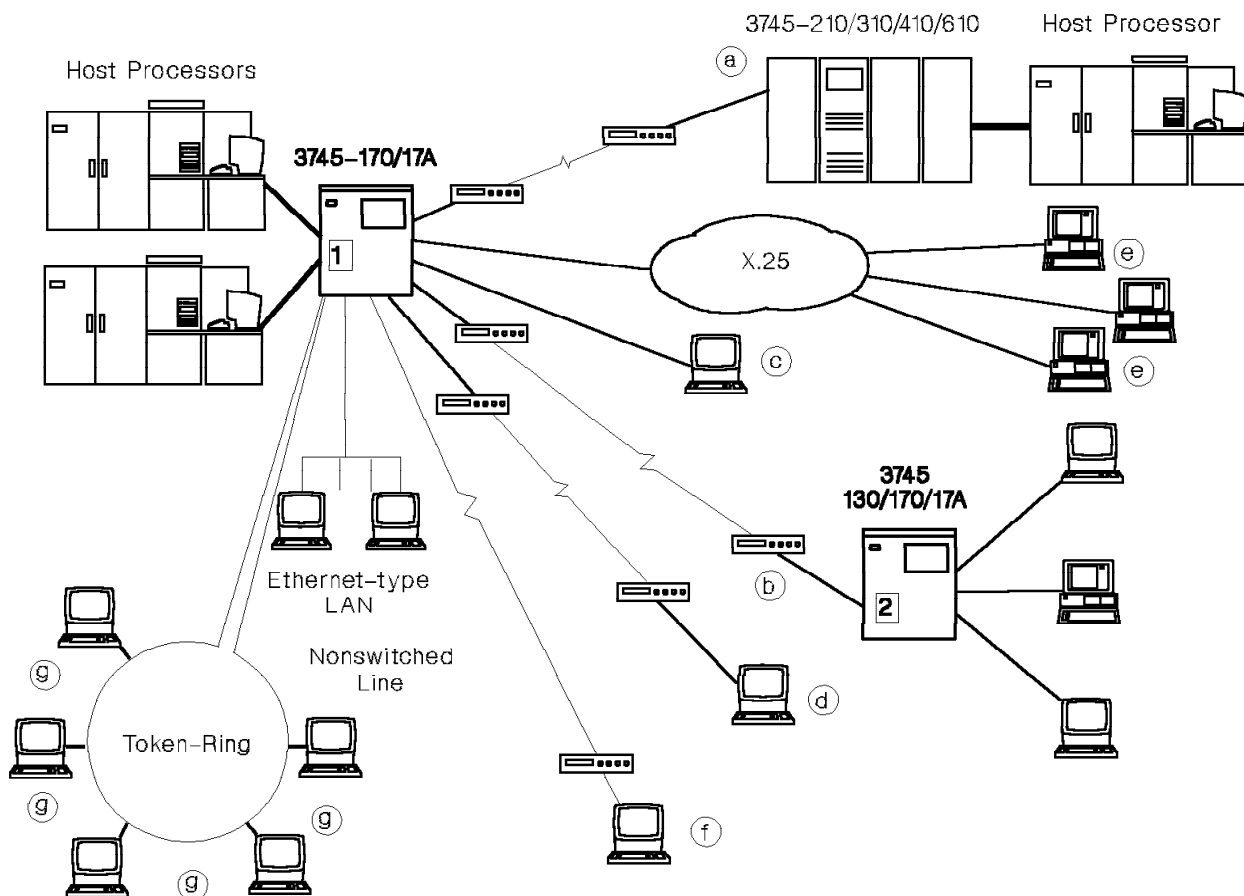 3745-210/310/410/610
Host Processor
a
Host Processors
3745-170/17A
1
X.25
e
e
c
3745
130/170/17A
Ethernet-type
LAN
b
2
Nonswitched
Line
g
d
Token-Ring
g
g
f
g